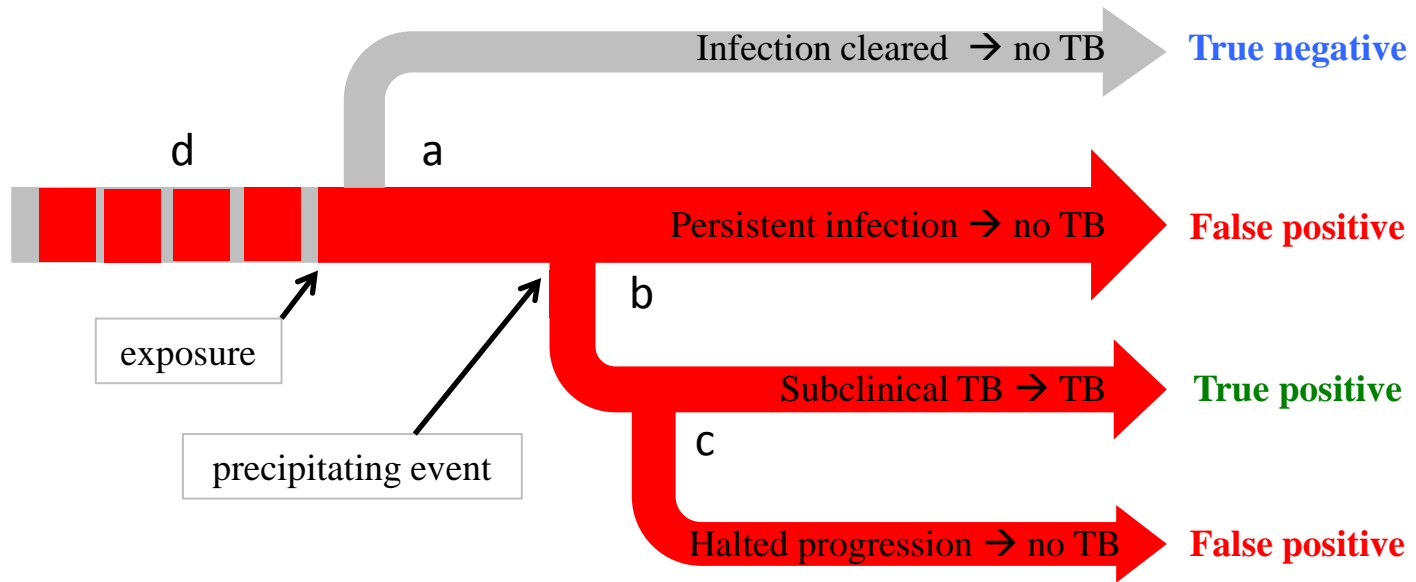 Infection cleared → no TB
True negative
d
a
Persistent infection → no TB
False positive
exposure
b
Subclinical TB → TB
True positive
precipitating event
c
Halted progression → no TB
False positive